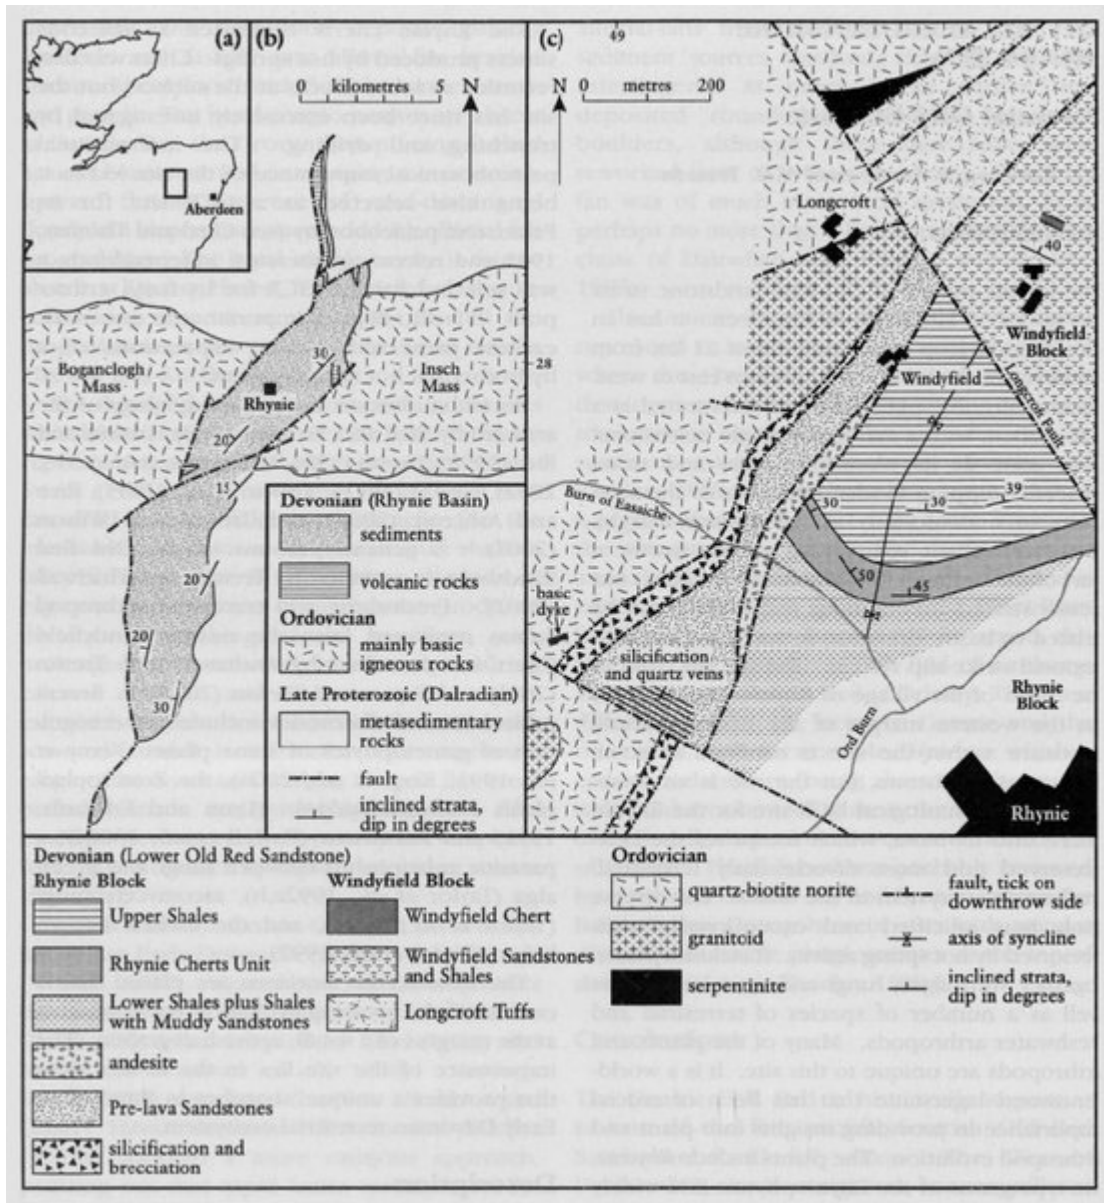 (a)
Aberdeen
(b)
0 kilometres 5
N
Boganclogh
Mass
Insch
Mass
Rhynie
30
20
15
20
20
30
Devonian (Rhynie Basin)
sediments
volcanic rocks
Ordovician
mainly basic
igneous rocks
Late Proterozoic (Dalradian)
metasedimentary
rocks
fault
inclined strata,
dip in degrees
(c)
49
N
0 metres 200
28
Longcroft
40
Windyfield
Block
Windyfield
Longcroft Fault
Burn of Easaiche
30
30
39
50
45
basic
dyke
silicification
and quartz veins
Rhynie
Block
Ord Burn
Rhynie
Devonian (Lower Old Red Sandstone)
Rhynie Block
Upper Shales
Rhynie Cherts Unit
Lower Shales plus Shales
with Muddy Sandstones
andesite
Pre-lava Sandstones
silicification and
brecciation
Windyfield Block
Windyfield Chert
Windyfield Sandstones
and Shales
Longcroft Tuffs
Ordovician
quartz-biotite norite
granitoid
serpentinite
fault, tick on
downthrow side
axis of syncline
inclined strata,
dip in degrees